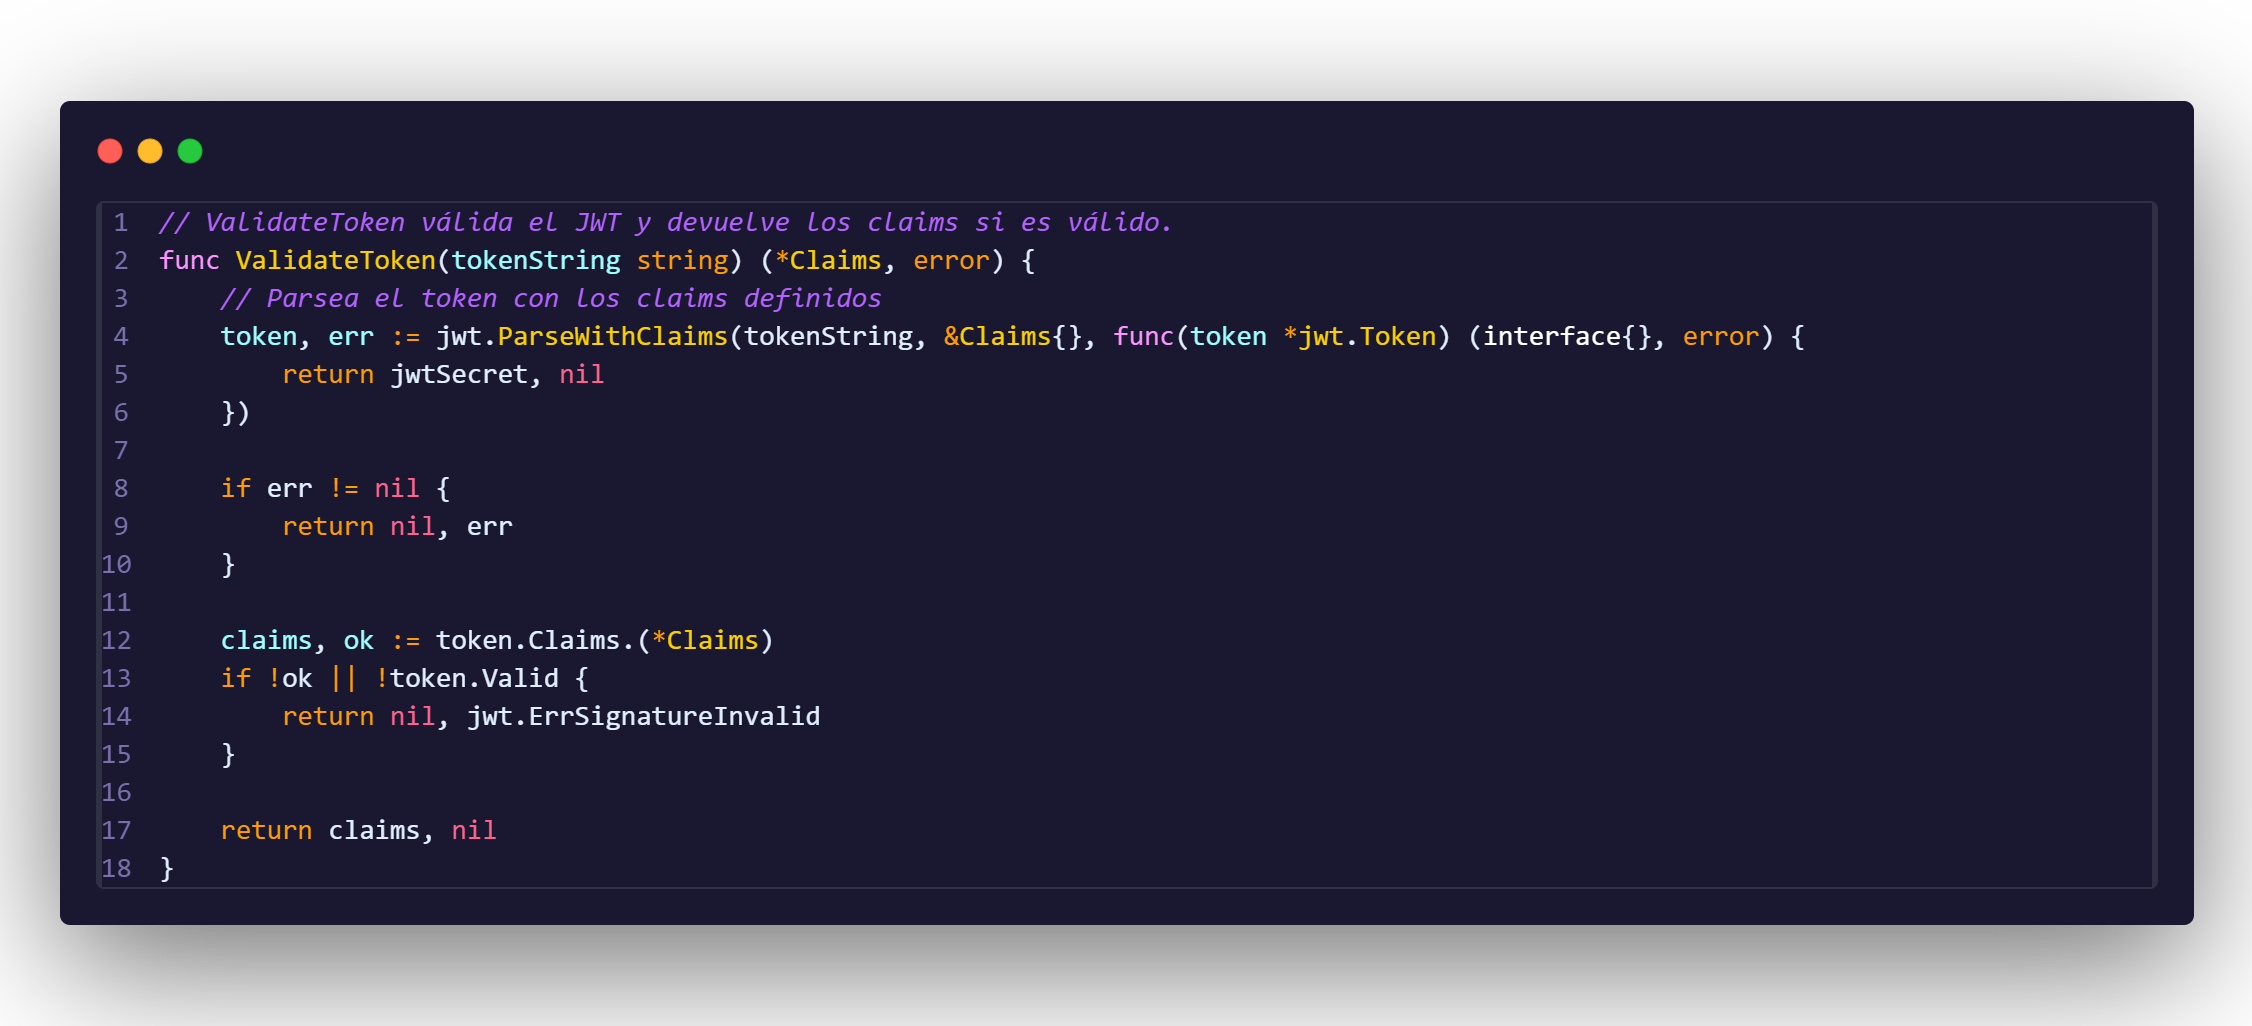 1 // ValidateToken válida el JWT y devuelve los claims si es válido.
2 func ValidateToken(tokenString string) (*Claims, error) {
3     // Parsea el token con los claims definidos
4     token, err := jwt.ParseWithClaims(tokenString, &Claims{}, func(token *jwt.Token) (interface{}, error) {
5         return jwtSecret, nil
6     })
7
8     if err != nil {
9         return nil, err
10     }
11
12     claims, ok := token.Claims.(*Claims)
13     if !ok || !token.Valid {
14         return nil, jwt.ErrSignatureInvalid
15     }
16
17     return claims, nil
18 }